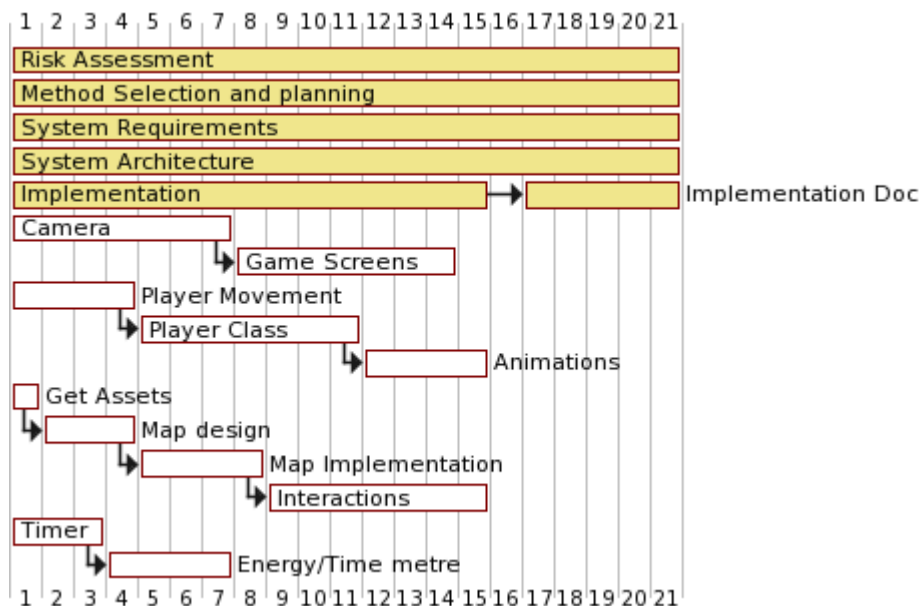 1 2 3 4 5 6 7 8 9 10 11 12 13 14 15 16 17 18 19 20 21
Risk Assessment
Method Selection and planning
System Requirements
System Architecture
Implementation Implementation Doc
Camera
Game Screens
Player Movement
Player Class
Animations
Get Assets
Map design
Map Implementation
Interactions
Timer
Energy/Time metre
1 2 3 4 5 6 7 8 9 10 11 12 13 14 15 16 17 18 19 20 21